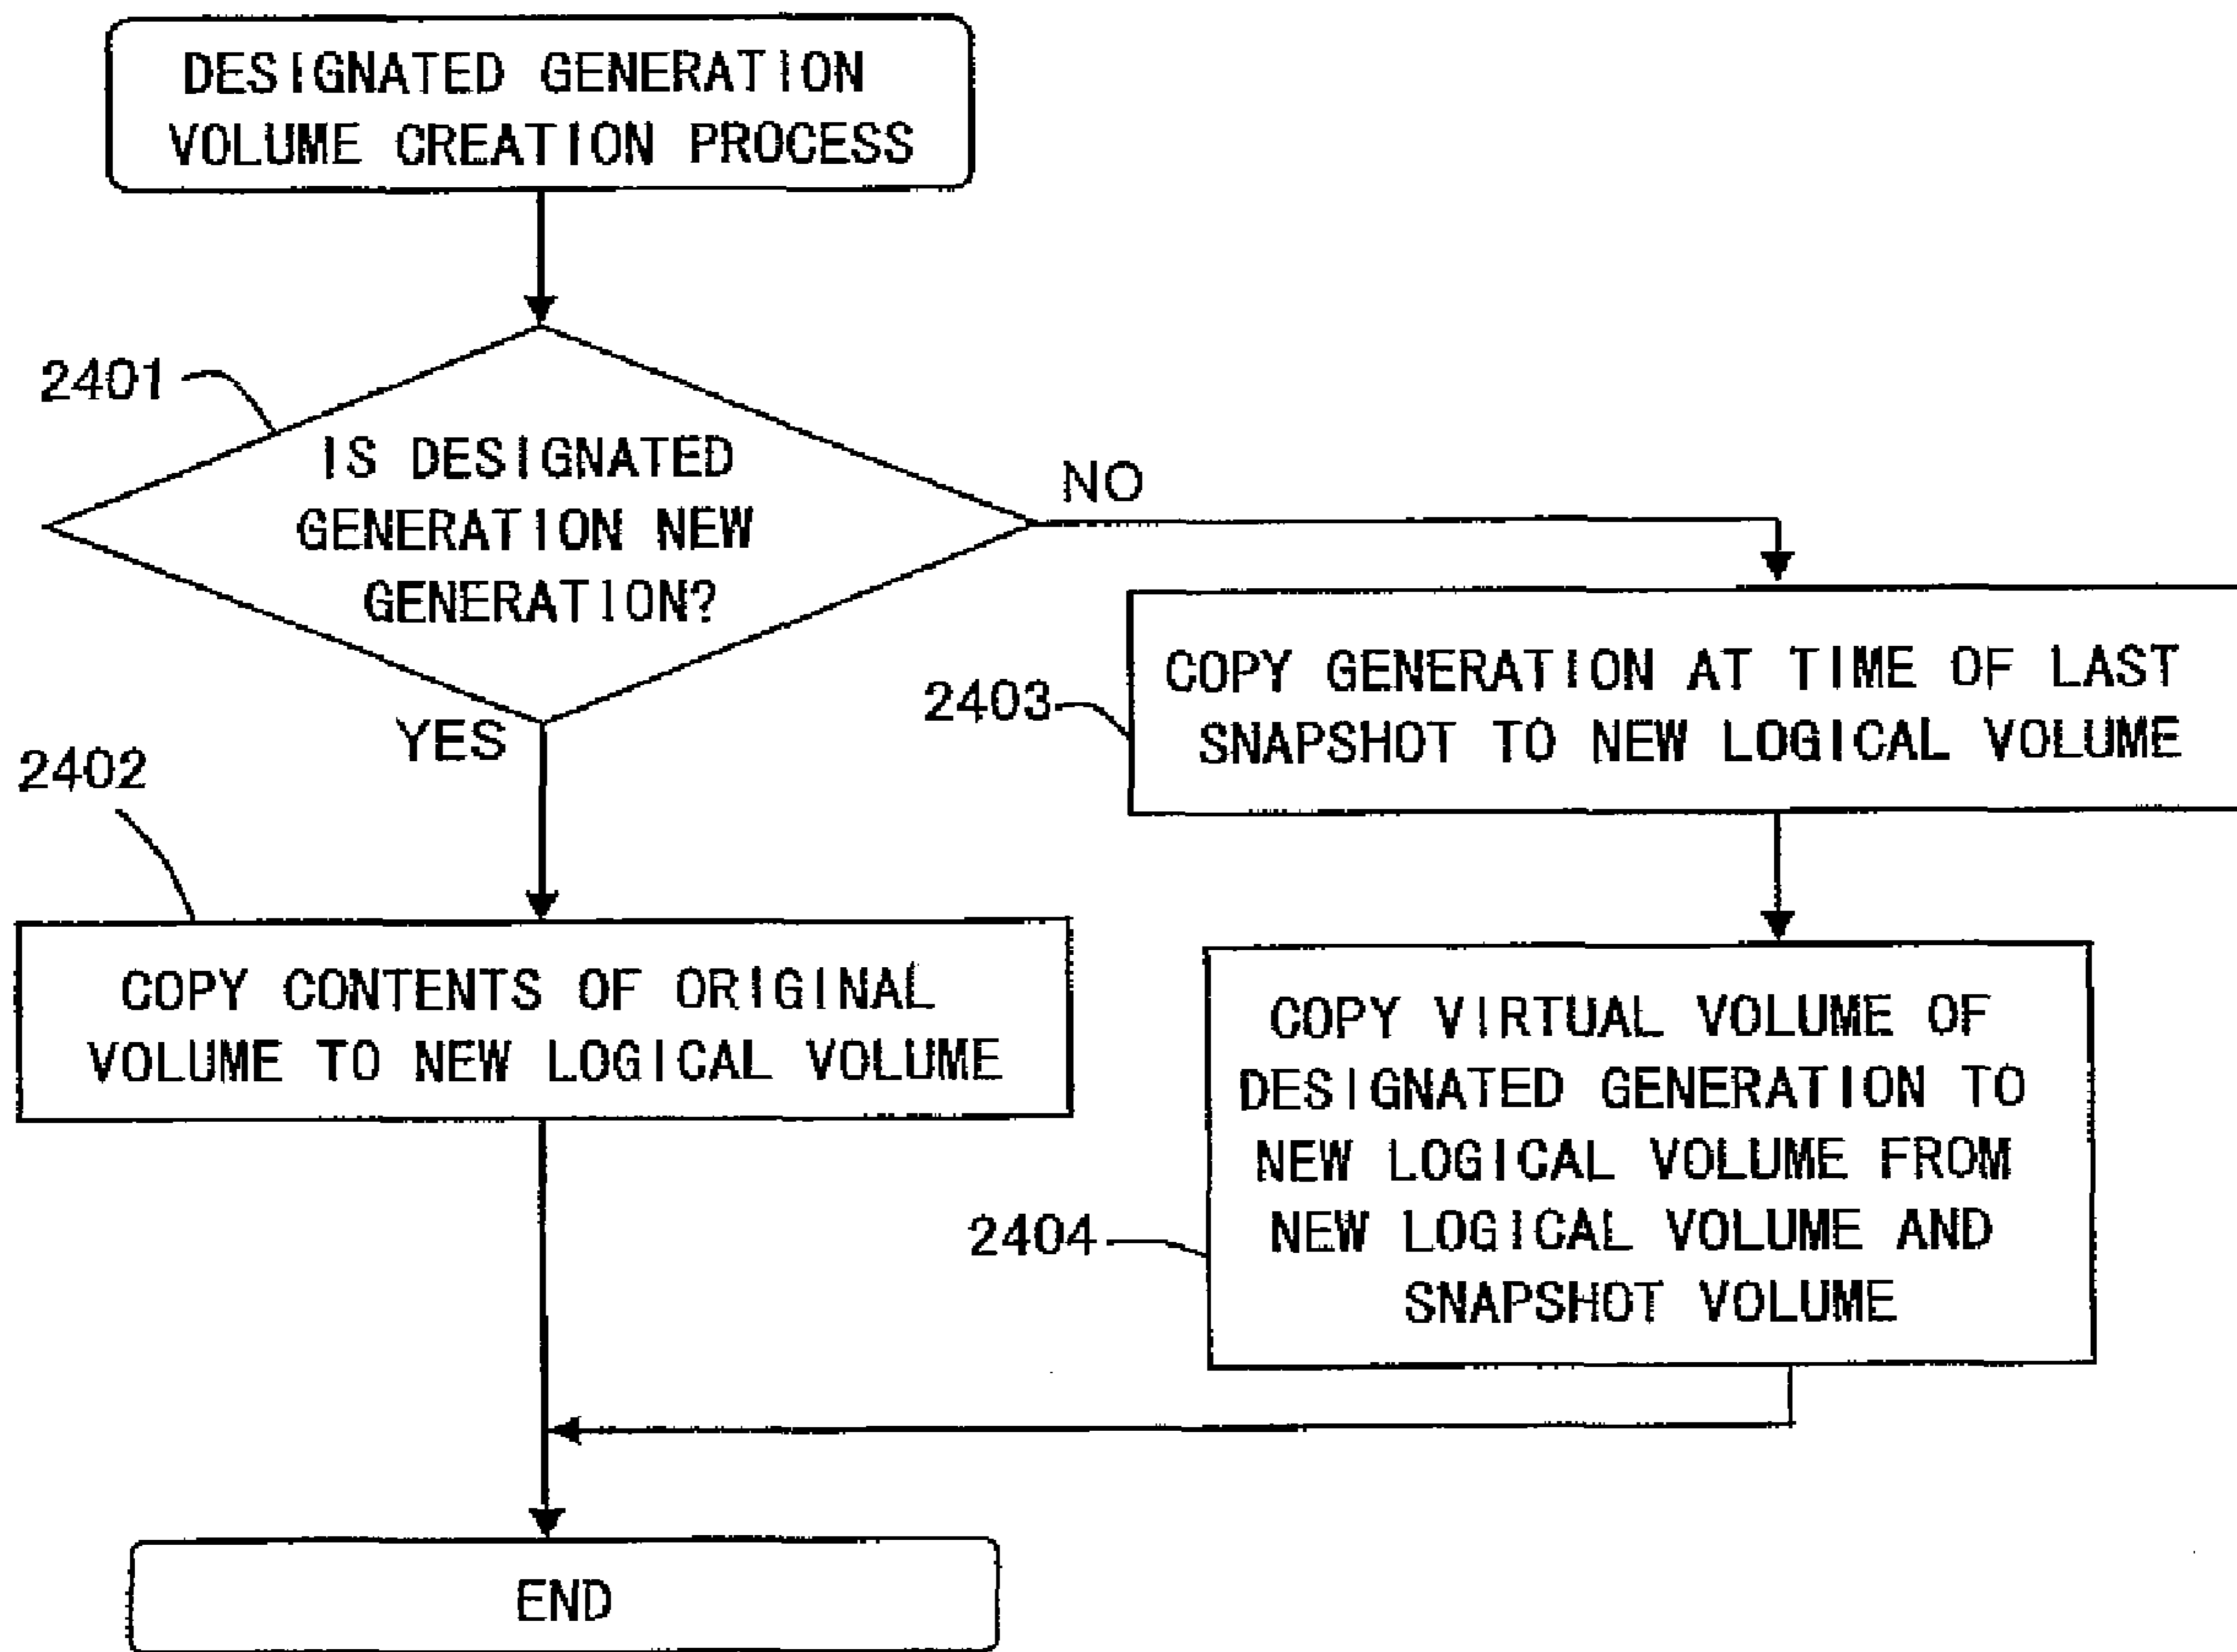 DESIGNATED GENERATION
VOLUME CREATION PROCESS
2401
IS DESIGNATED
GENERATION NEW
GENERATION?
NO
YES
2402
COPY CONTENTS OF ORIGINAL
VOLUME TO NEW LOGICAL VOLUME
2403
COPY GENERATION AT TIME OF LAST
SNAPSHOT TO NEW LOGICAL VOLUME
2404
COPY VIRTUAL VOLUME OF
DESIGNATED GENERATION TO
NEW LOGICAL VOLUME FROM
NEW LOGICAL VOLUME AND
SNAPSHOT VOLUME
END